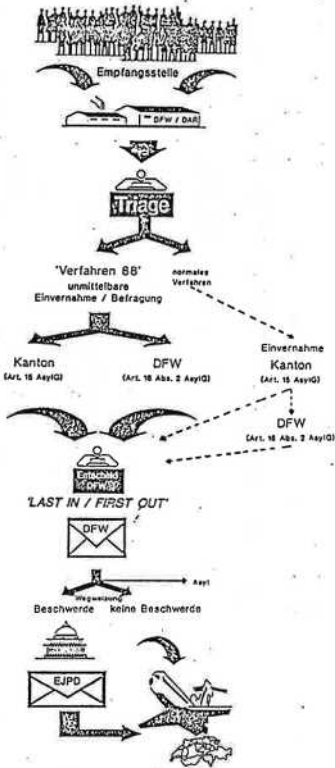 Empfangsstelle
DFW / DAR
Triage
"Verfahren 88"
unmittelbare
Einvernahme / Befragung
normales
Verfahren
Kanton
(Art. 15 AsylG)
DFW
(Art. 16 Abs. 2 AsylG)
Einvernahme
Kanton
(Art. 15 AsylG)
DFW
(Art. 16 Abs. 2 AsylG)
Entscheid
DFW
'LAST IN / FIRST OUT'
DFW
Asyl
Wegweisung
Beschwerde
keine Beschwerde
EJPD